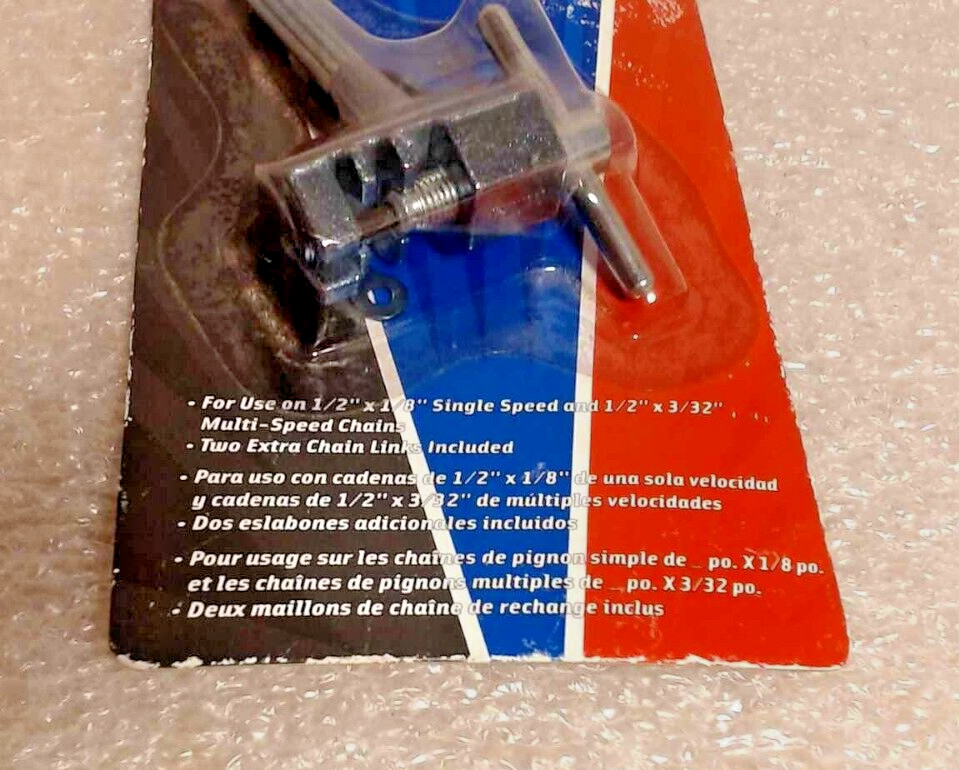 • For Use on 1/2" x 1/8" Single Speed and 1/2" x 3/32"
Multi-Speed Chains
• Two Extra Chain Links Included
• Para uso con cadenas de 1/2" x 1/8" de una sola velocidad
y cadenas de 1/2" x 3/32" de múltiples velocidades
• Dos eslabones adicionales incluidos
• Pour usage sur les chaînes de pignon simple de _ po. X 1/8 po.
et les chaînes de pignons multiples de _ po. X 3/32 po.
• Deux maillons de chaîne de rechange inclus